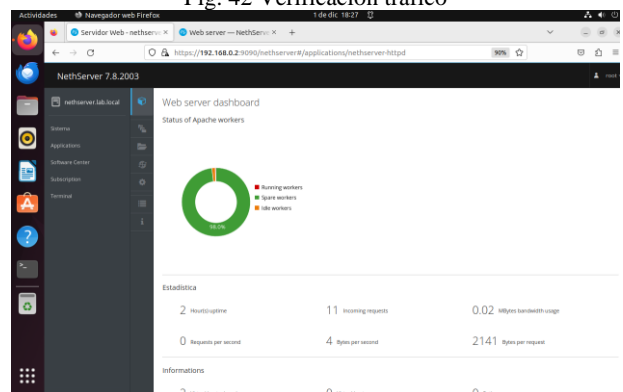 Fig. 42 Verificación tráfico
Actividades Navegador web Firefox 1 de dic 18:27
Servidor Web - nethserv × Web server — NethServ × +
https://192.168.0.2:9090/nethserver#/applications/nethserver-httpd 90%
NethServer 7.8.2003 root
nethserver.lab.local
Sistema
Applications
Software Center
Subscription
Terminal
Web server dashboard
Status of Apache workers
Running workers
Spare workers
Idle workers
Estadística
2 Hour(s) uptime 11 Incoming requests 0.02 MBytes bandwidth usage
0 Requests per second 4 Bytes per second 2141 Bytes per request
Informations